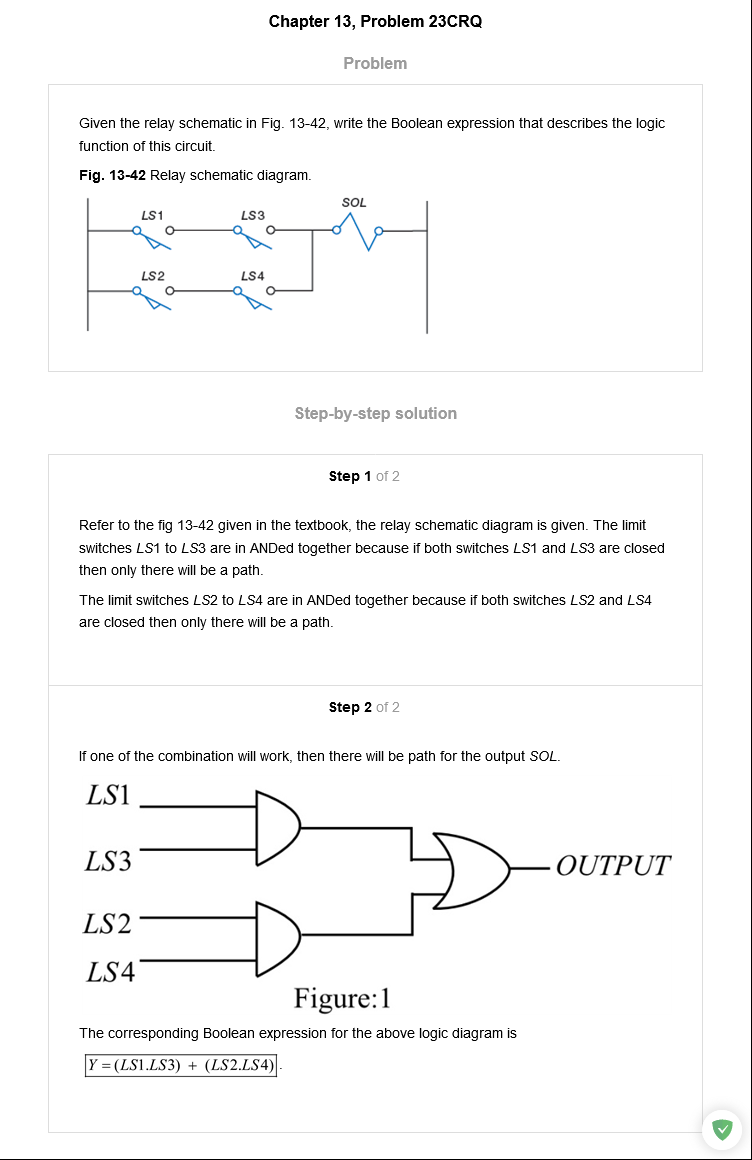 Chapter 13, Problem 23CRQ
Problem
Given the relay schematic in Fig. 13-42, write the Boolean expression that describes the logic
function of this circuit.
Fig. 13-42 Relay schematic diagram.
SOL
LS1
LS3
LS2
LS4
Step-by-step solution
Step 1 of 2
Refer to the fig 13-42 given in the textbook, the relay schematic diagram is given. The limit
switches LS1 to LS3 are in ANDed together because if both switches LS1 and LS3 are closed
then only there will be a path.
The limit switches LS2 to LS4 are in ANDed together because if both switches LS2 and LS4
are closed then only there will be a path.
Step 2 of 2
If one of the combination will work, then there will be path for the output SOL.
LS1
LS3
OUTPUT
LS2
LS4
Figure:1
The corresponding Boolean expression for the above logic diagram is
Y = (LS1.LS3) + (LS2.LS4).